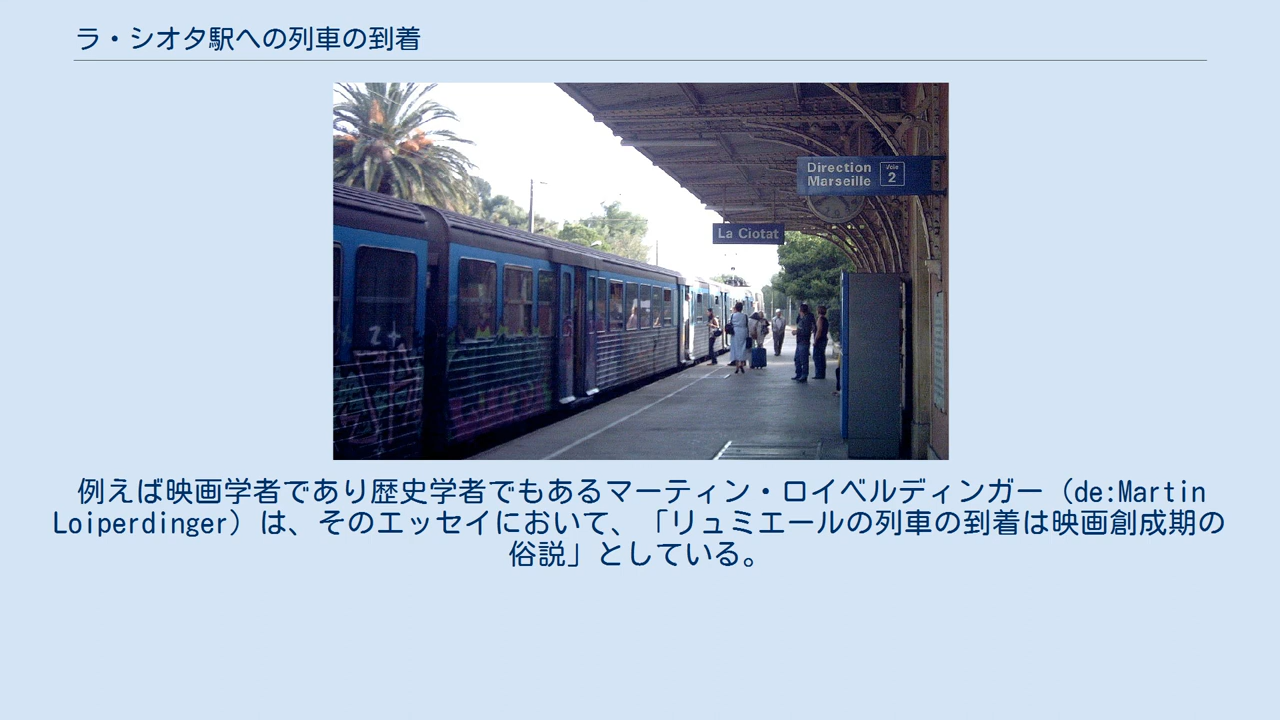 ラ・シオタ駅への列車の到着
Direction
Marseille
Voie
2
La Ciotat
例えば映画学者であり歴史学者でもあるマーティン・ロイペルディンガー（de:Martin
Loiperdinger）は、そのエッセイにおいて、「リュミエールの列車の到着は映画創成期の
俗説」としている。